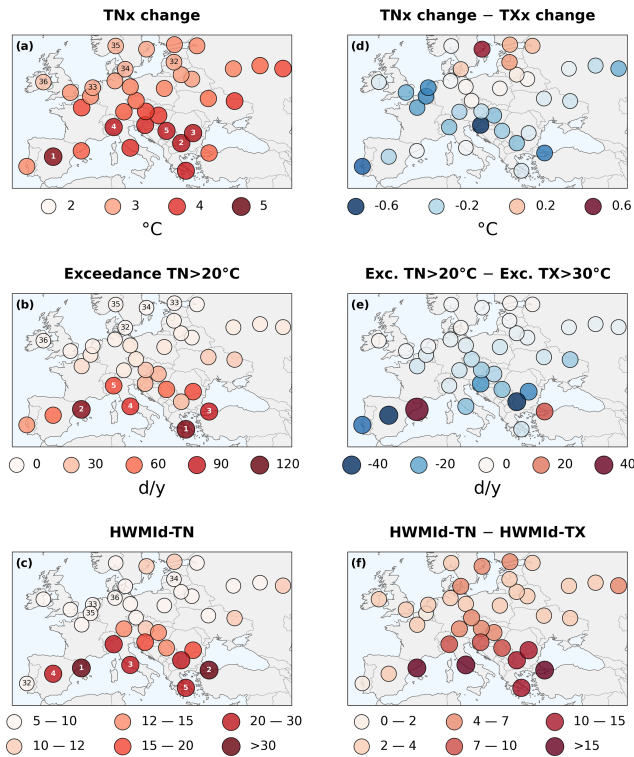 TNx change
TNx change − TXx change
(a)
35
32
34
36
33
4
5
3
2
1
(d)
2 3 4 5
-0.6 -0.2 0.2 0.6
°C
°C
Exceedance TN>20°C
Exc. TN>20°C − Exc. TX>30°C
(b)
35
34
33
32
36
5
4
2
3
1
(e)
0 30 60 90 120
-40 -20 0 20 40
d/y
d/y
HWMId-TN
HWMId-TN − HWMId-TX
(c)
34
36
33
35
3
1
2
4
32
5
(f)
5 — 10 12 — 15 20 — 30
10 — 12 15 — 20 >30
0 — 2 4 — 7 10 — 15
2 — 4 7 — 10 >15